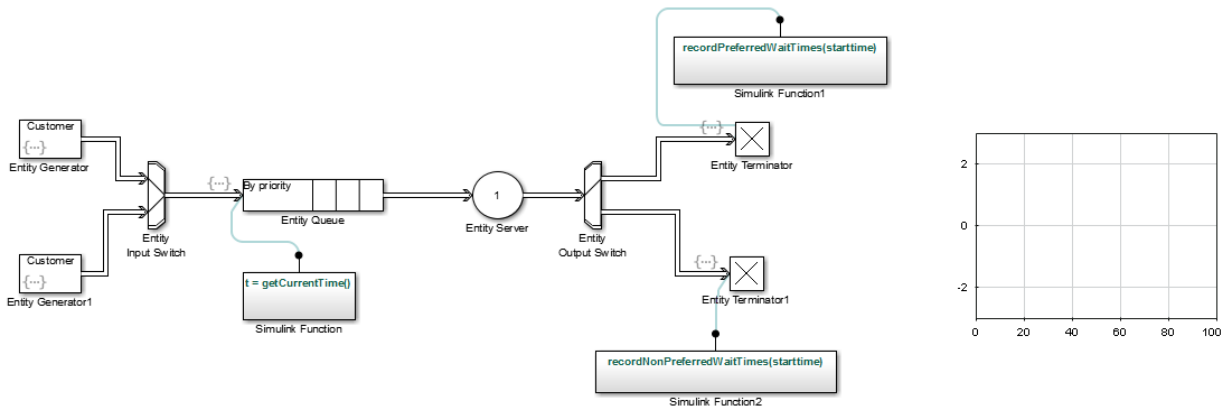 recordPreferredWaitTimes(starttime)
Simulink Function1
Customer
{...}
Entity Generator
{...}
Entity Terminator
Entity
Input Switch
{...}
By priority
Entity Queue
1
Entity Server
Entity
Output Switch
Customer
{...}
Entity Generator1
t = getCurrentTime()
Simulink Function
{...}
Entity Terminator1
recordNonPreferredWaitTimes(starttime)
Simulink Function2
2
0
-2
0 20 40 60 80 100